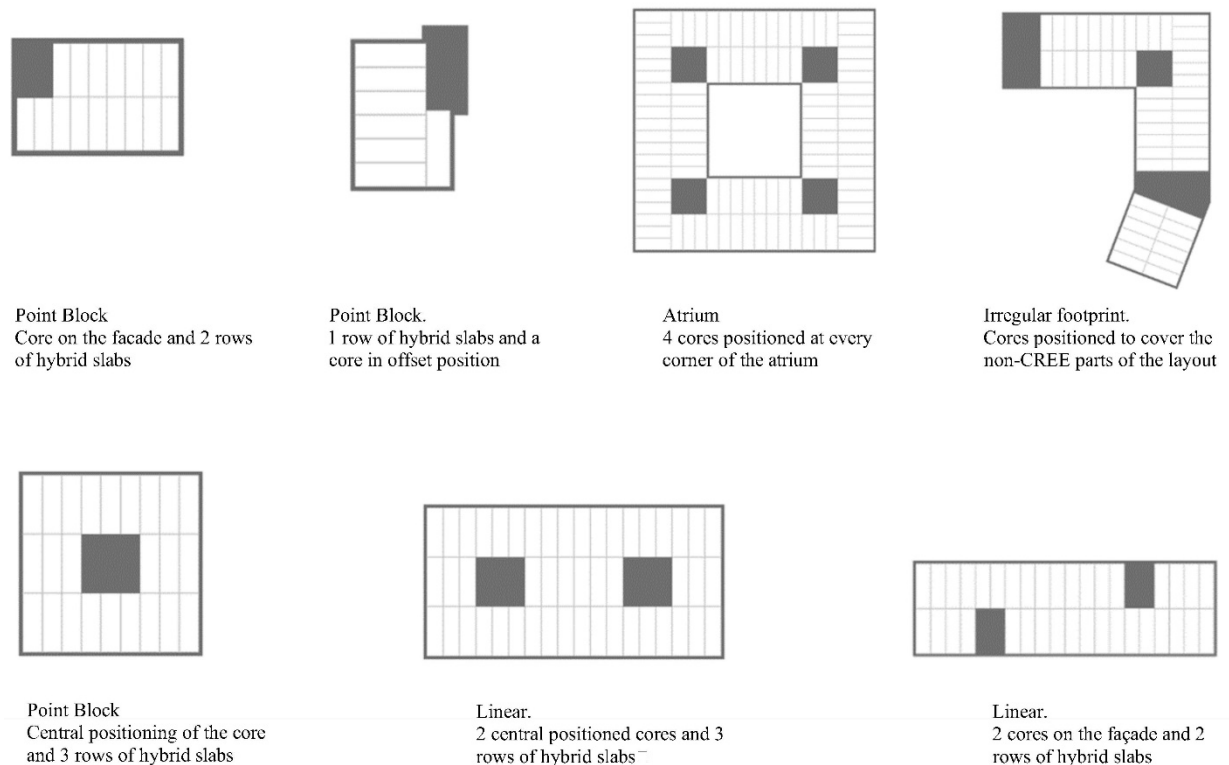 Point Block
Core on the facade and 2 rows
of hybrid slabs
Point Block.
1 row of hybrid slabs and a
core in offset position
Atrium
4 cores positioned at every
corner of the atrium
Irregular footprint.
Cores positioned to cover the
non-CREE parts of the layout
Point Block
Central positioning of the core
and 3 rows of hybrid slabs
Linear.
2 central positioned cores and 3
rows of hybrid slabs
Linear.
2 cores on the façade and 2
rows of hybrid slabs